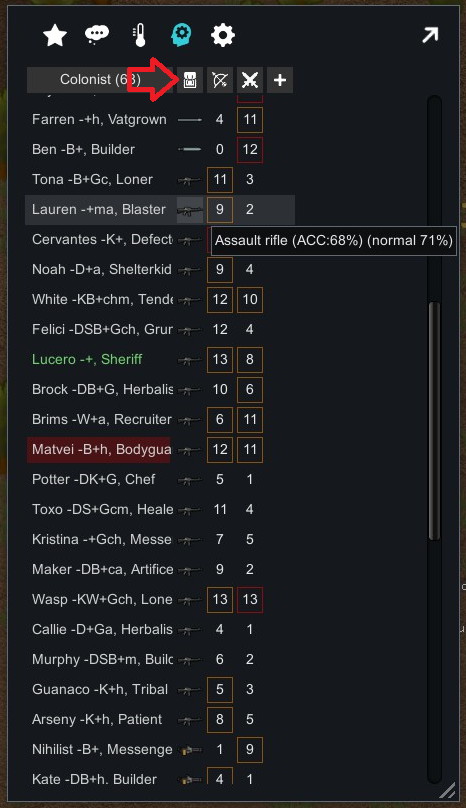 Colonist (63)
Farren -+h, Vatgrown 4 11
Ben -B+, Builder 0 12
Tona -B+Gc, Loner 11 3
Lauren -+ma, Blaster 9 2
Cervantes -K+, Defect
Assault rifle (ACC:68%) (normal 71%)
Noah -D+a, Shelterkid 9 4
White -KB+chm, Tende 12 10
Felici -DSB+Gch, Grur 12 4
Lucero -+, Sheriff 13 8
Brock -DB+G, Herbalis 10 6
Brims -W+a, Recruiter 6 11
Matvei -B+h, Bodygua 12 11
Potter -DK+G, Chef 5 1
Toxo -DS+Gcm, Heale 11 4
Kristina -+Gch, Messe 7 5
Maker -DB+ca, Artifice 9 2
Wasp -KW+Gch, Lone 13 13
Callie -D+Ga, Herbalis 4 1
Murphy -DSB+m, Builc 6 2
Guanaco -K+h, Tribal 5 3
Arseny -K+h, Patient 8 5
Nihilist -B+, Messenge 1 9
Kate -DB+h, Builder 4 1